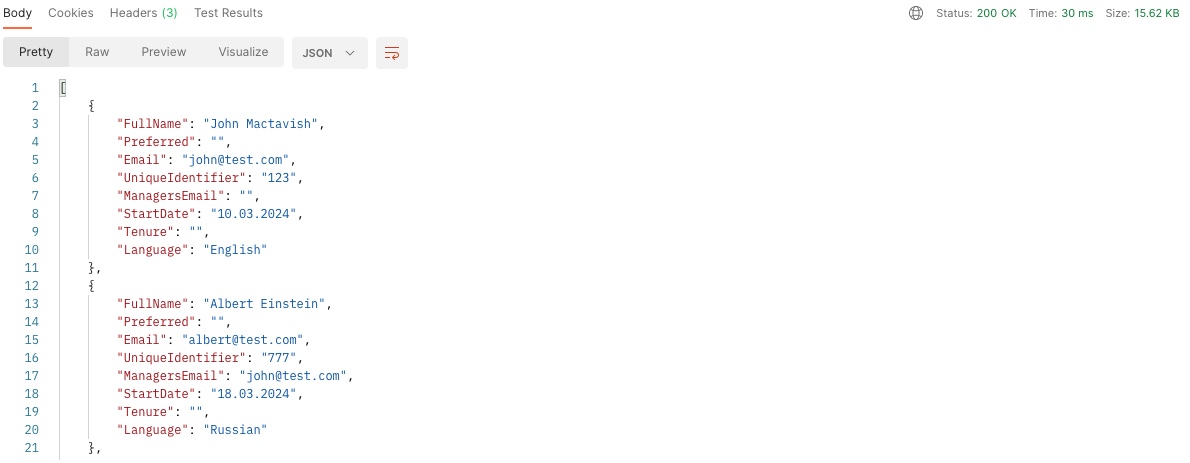 Body Cookies Headers (3) Test Results Status: 200 OK Time: 30 ms Size: 15.62 KB
Pretty Raw Preview Visualize JSON
1 [
2 {
3 "FullName": "John Mactavish",
4 "Preferred": "",
5 "Email": "john@test.com",
6 "UniqueIdentifier": "123",
7 "ManagersEmail": "",
8 "StartDate": "10.03.2024",
9 "Tenure": "",
10 "Language": "English"
11 },
12 {
13 "FullName": "Albert Einstein",
14 "Preferred": "",
15 "Email": "albert@test.com",
16 "UniqueIdentifier": "777",
17 "ManagersEmail": "john@test.com",
18 "StartDate": "18.03.2024",
19 "Tenure": "",
20 "Language": "Russian"
21 },